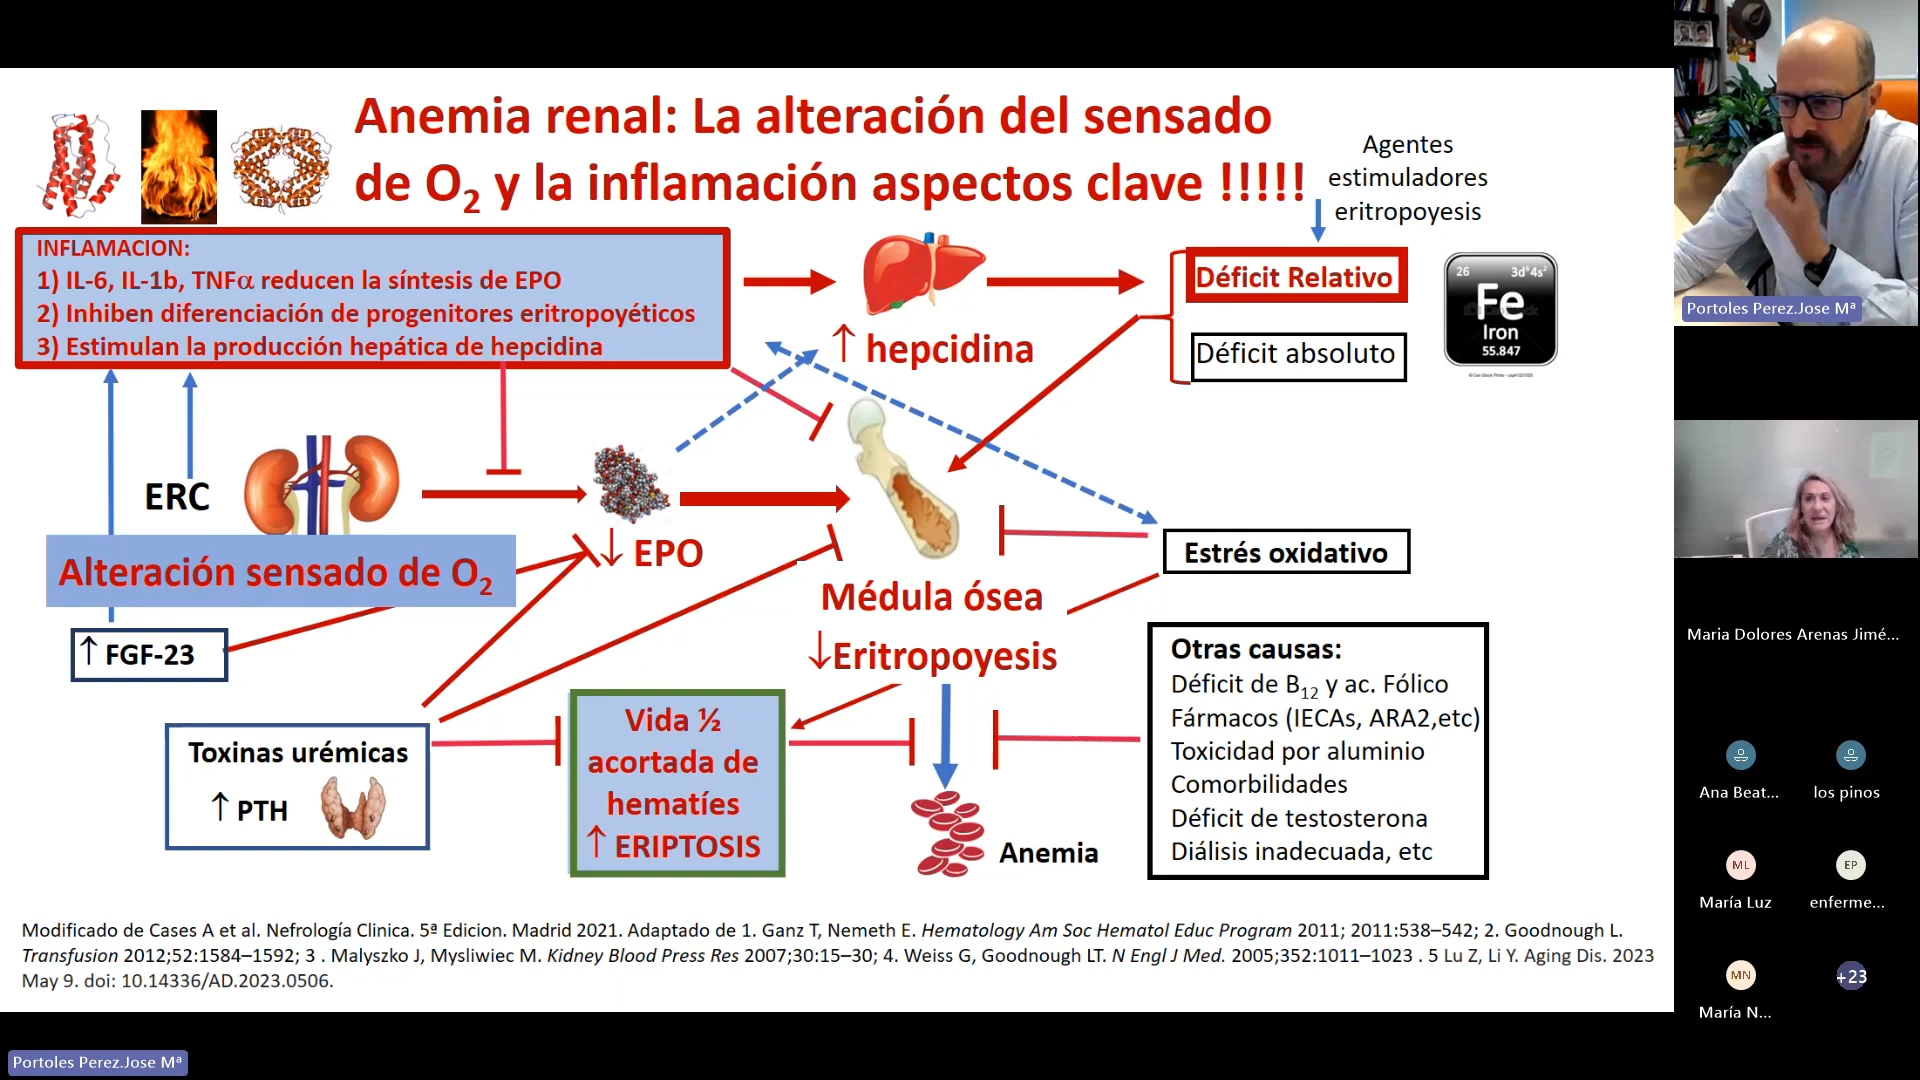 Anemia renal: La alteración del sensado
de O2 y la inflamación aspectos clave !!!!!
Agentes
estimuladores
eritropoyesis
INFLAMACION:
1) IL-6, IL-1b, TNFα reducen la síntesis de EPO
2) Inhiben diferenciación de progenitores eritropoyéticos
3) Estimulan la producción hepática de hepcidina
↑ hepcidina
Déficit Relativo
Déficit absoluto
26 3d⁶4s²
Fe
Iron
55.847
ERC
Alteración sensado de O2
↑ FGF-23
↓ EPO
Médula ósea
↓Eritropoyesis
Estrés oxidativo
Toxinas urémicas
↑ PTH
Vida ½
acortada de
hematíes
↑ ERIPTOSIS
Anemia
Otras causas:
Déficit de B12 y ac. Fólico
Fármacos (IECAs, ARA2,etc)
Toxicidad por aluminio
Comorbilidades
Déficit de testosterona
Diálisis inadecuada, etc
Modificado de Cases A et al. Nefrología Clinica. 5ª Edicion. Madrid 2021. Adaptado de 1. Ganz T, Nemeth E. Hematology Am Soc Hematol Educ Program 2011; 2011:538–542; 2. Goodnough L.
Transfusion 2012;52:1584–1592; 3 . Malyszko J, Mysliwiec M. Kidney Blood Press Res 2007;30:15–30; 4. Weiss G, Goodnough LT. N Engl J Med. 2005;352:1011–1023 . 5 Lu Z, Li Y. Aging Dis. 2023
May 9. doi: 10.14336/AD.2023.0506.
Portoles Perez.Jose Mª
Portoles Perez.Jose Mª
Maria Dolores Arenas Jimé...
Ana Beat...
los pinos
ML
María Luz
EP
enferme...
MN
María N...
+23